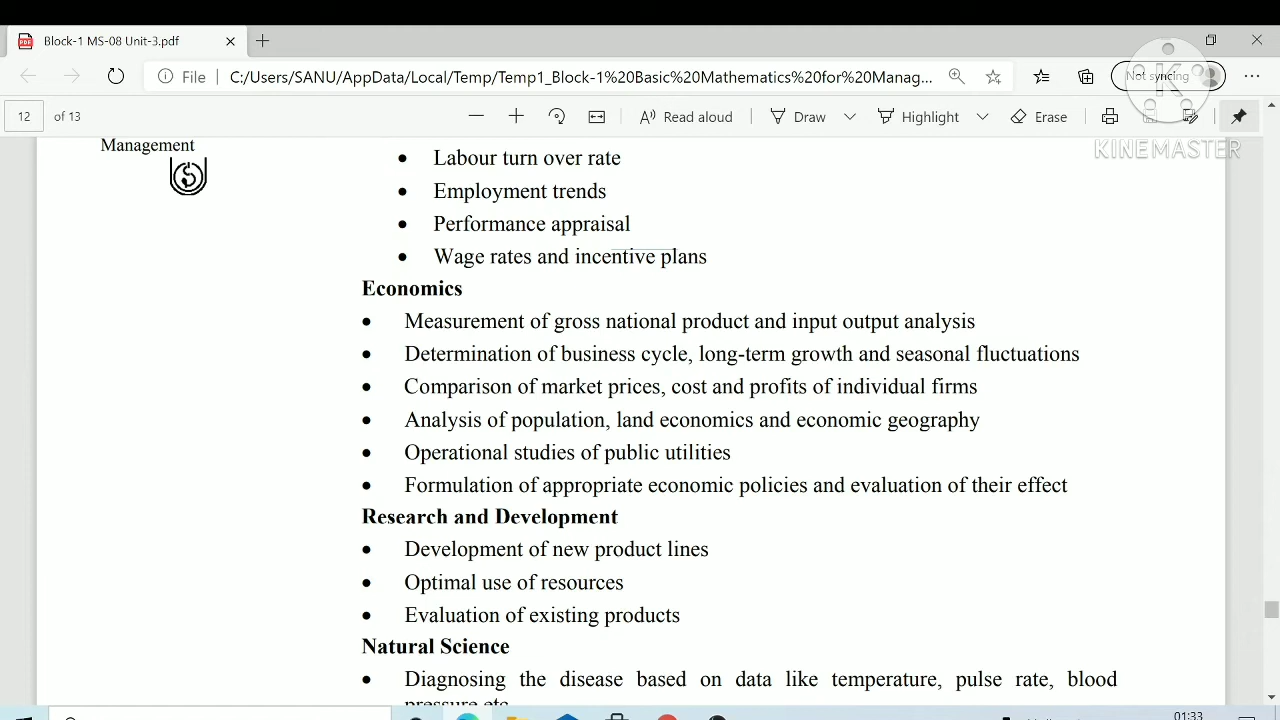 Block-1 MS-08 Unit-3.pdf
File
C:/Users/SANU/AppData/Local/Temp/Temp1_Block-1%20Basic%20Mathematics%20for%20Manag...
Not syncing
12 of 13
Read aloud
Draw
Highlight
Erase
KINEMASTER
Management
• Labour turn over rate
• Employment trends
• Performance appraisal
• Wage rates and incentive plans
Economics
• Measurement of gross national product and input output analysis
• Determination of business cycle, long-term growth and seasonal fluctuations
• Comparison of market prices, cost and profits of individual firms
• Analysis of population, land economics and economic geography
• Operational studies of public utilities
• Formulation of appropriate economic policies and evaluation of their effect
Research and Development
• Development of new product lines
• Optimal use of resources
• Evaluation of existing products
Natural Science
• Diagnosing the disease based on data like temperature, pulse rate, blood
pressure etc
01:33